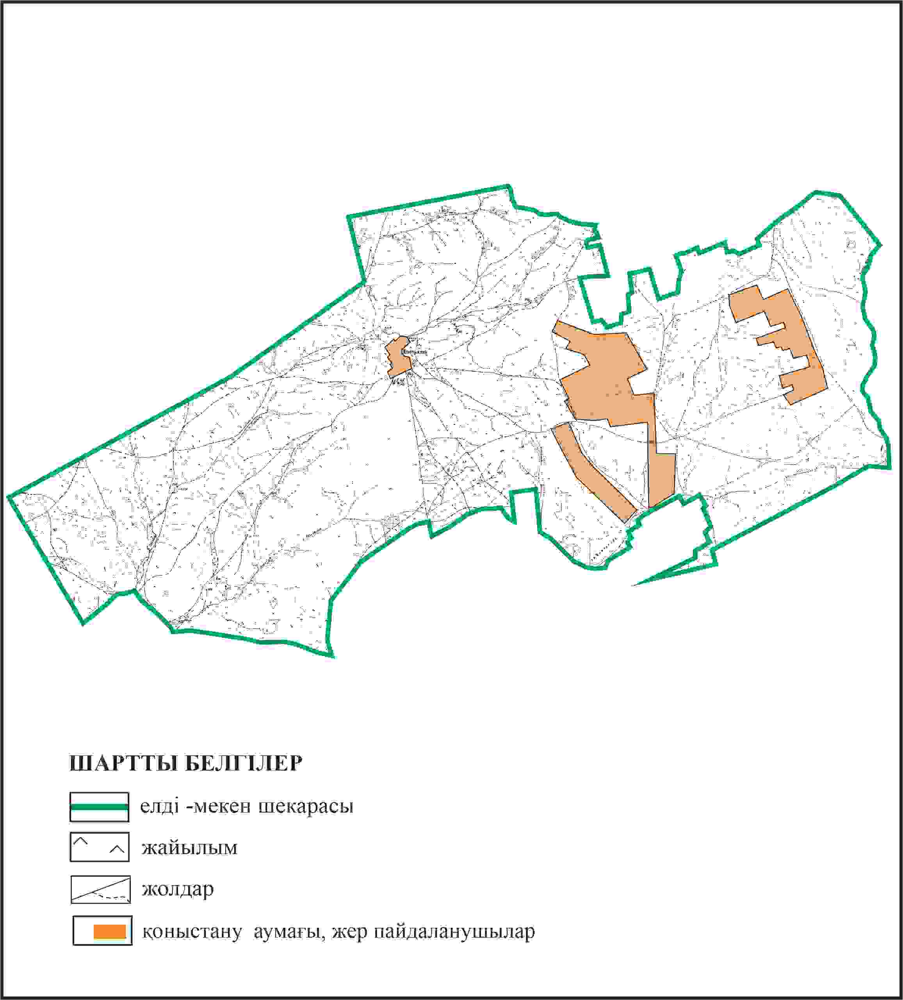 ШАРТТЫ БЕЛГІЛЕР
елді -мекен шекарасы
жайылым
жолдар
қоныстану аумағы, жер пайдаланушылар